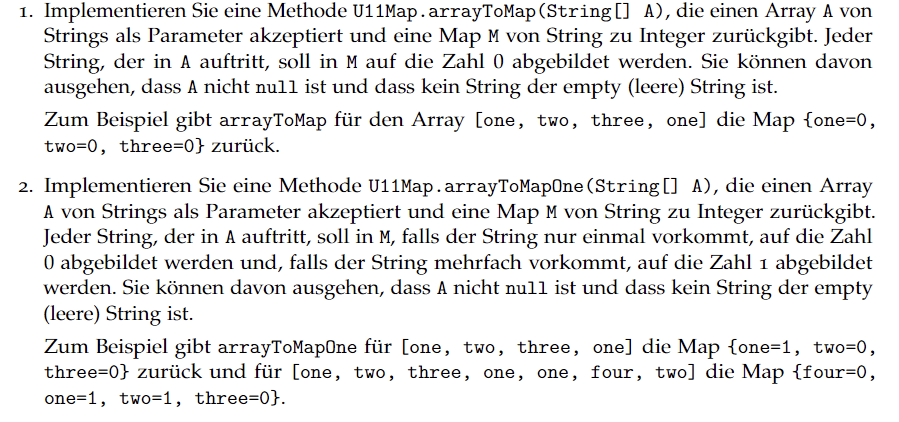 1. Implementieren Sie eine Methode U11Map.arrayToMap(String[] A), die einen Array A von
Strings als Parameter akzeptiert und eine Map M von String zu Integer zurückgibt. Jeder
String, der in A auftritt, soll in M auf die Zahl 0 abgebildet werden. Sie können davon
ausgehen, dass A nicht null ist und dass kein String der empty (leere) String ist.
Zum Beispiel gibt arrayToMap für den Array [one, two, three, one] die Map {one=0,
two=0, three=0} zurück.
2. Implementieren Sie eine Methode U11Map.arrayToMapOne(String[] A), die einen Array
A von Strings als Parameter akzeptiert und eine Map M von String zu Integer zurückgibt.
Jeder String, der in A auftritt, soll in M, falls der String nur einmal vorkommt, auf die Zahl
0 abgebildet werden und, falls der String mehrfach vorkommt, auf die Zahl 1 abgebildet
werden. Sie können davon ausgehen, dass A nicht null ist und dass kein String der empty
(leere) String ist.
Zum Beispiel gibt arrayToMapOne für [one, two, three, one] die Map {one=1, two=0,
three=0} zurück und für [one, two, three, one, one, four, two] die Map {four=0,
one=1, two=1, three=0}.